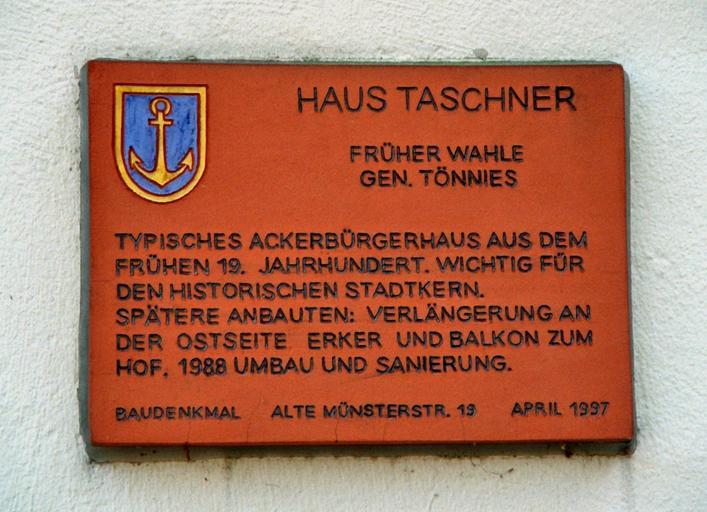 HAUS TASCHNER
FRÜHER WAHLE
GEN. TÖNNIES
TYPISCHES ACKERBÜRGERHAUS AUS DEM
FRÜHEN 19. JAHRHUNDERT. WICHTIG FÜR
DEN HISTORISCHEN STADTKERN.
SPÄTERE ANBAUTEN: VERLÄNGERUNG AN
DER OSTSEITE ERKER UND BALKON ZUM
HOF. 1988 UMBAU UND SANIERUNG.
BAUDENKMAL ALTE MÜNSTERSTR. 19 APRIL 1997